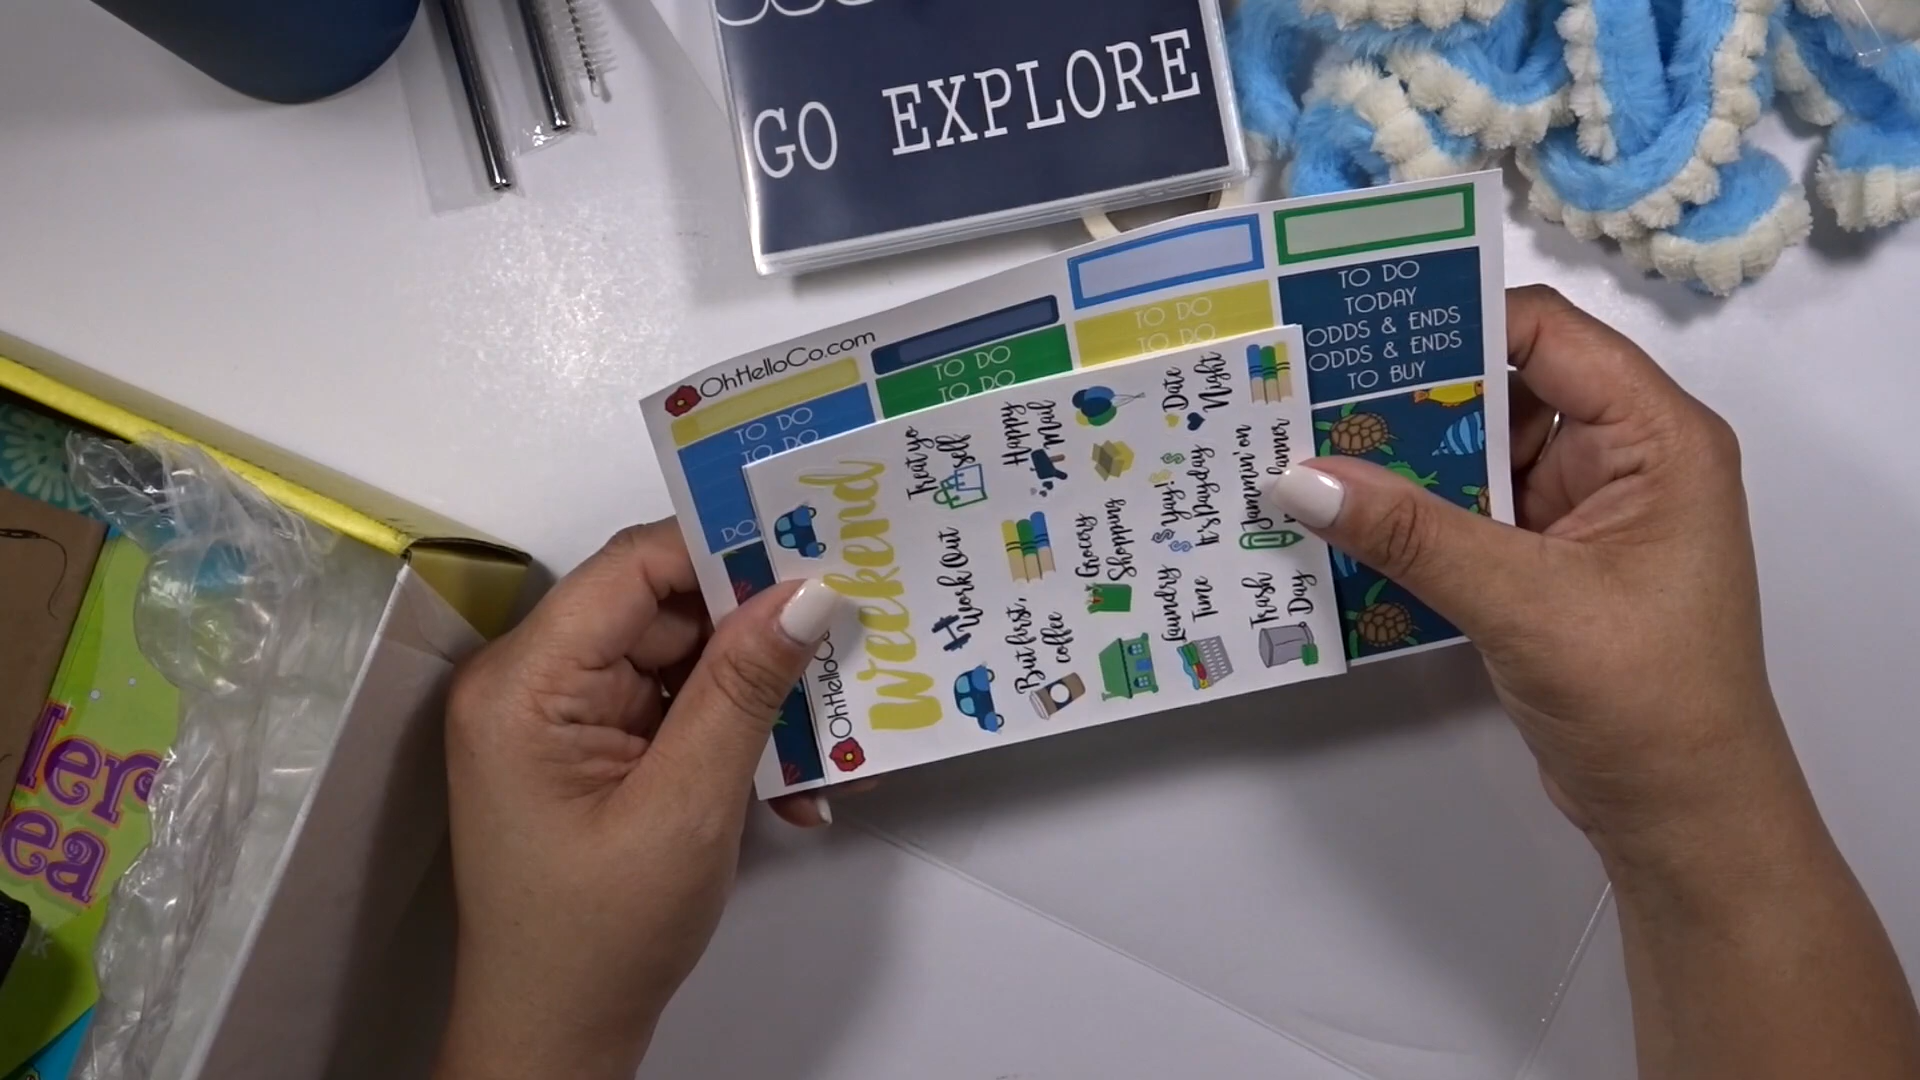 GO EXPLORE
OhHelloCo.com
TO DO
TO DO
TO DO
TO DO
TO DO
TO DO
TO DO
TODAY
ODDS & ENDS
ODDS & ENDS
TO BUY
DO
OhHelloCo
Weekend
Treat yo
self
Work Out
Happy
Mail
But first,
coffee
Grocery
Shopping
Date
Night
Yay!
It's Payday
Laundry
Time
Jammin' on
Trash
Day